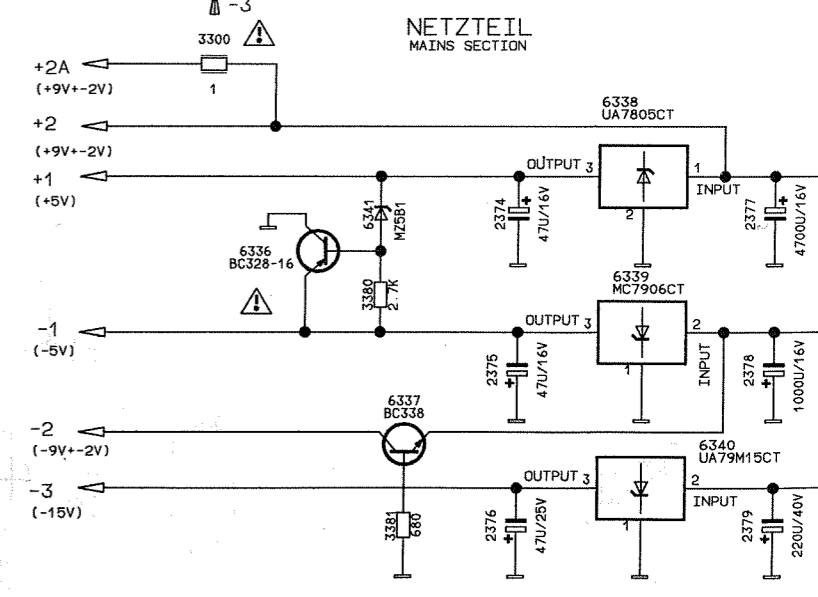 -3
NETZTEIL
MAINS SECTION
3300
1
+2A
(+9V+-2V)
+2
(+9V+-2V)
+1
(+5V)
6338
UA7805CT
OUTPUT 3
1
INPUT
2
6341
MZ5B1
2374
47U/16V
2377
4700U/16V
6336
BC328-16
3380
2.7K
6339
MC7906CT
-1
(-5V)
OUTPUT 3
2
INPUT
1
2375
47U/16V
2378
1000U/16V
6337
BC338
-2
(-9V+-2V)
6340
UA79M15CT
-3
(-15V)
OUTPUT 3
2
INPUT
1
3381
680
2376
47U/25V
2379
220U/40V